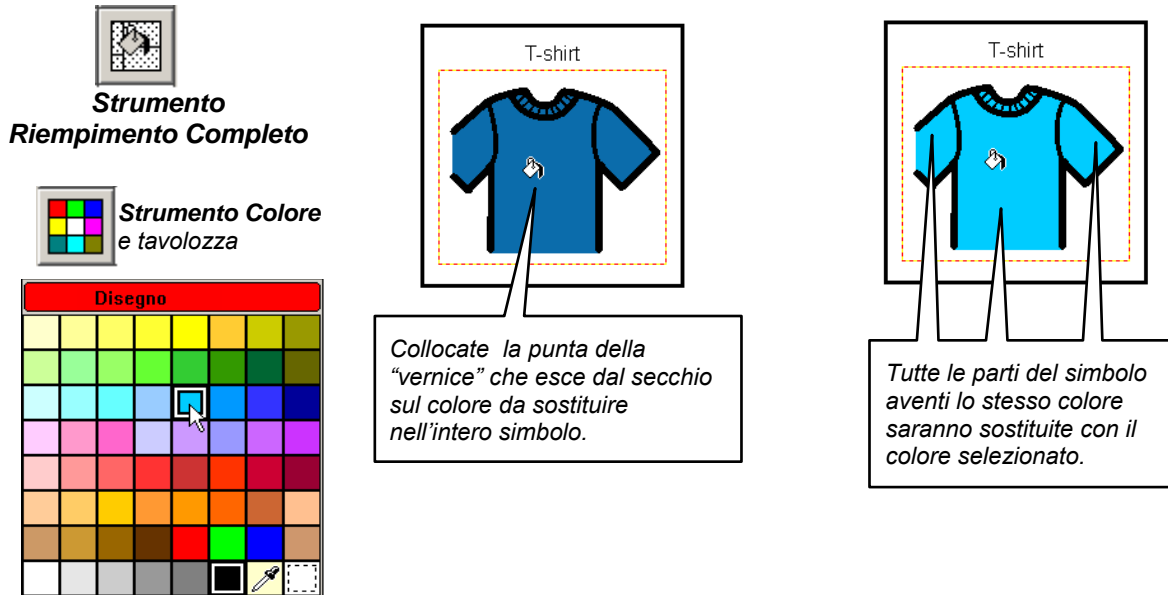 Strumento
Riempimento Completo
Strumento Colore
e tavolozza
Disegno
T-shirt
Collocate la punta della
“vernice” che esce dal secchio
sul colore da sostituire
nell’intero simbolo.
T-shirt
Tutte le parti del simbolo
aventi lo stesso colore
saranno sostituite con il
colore selezionato.